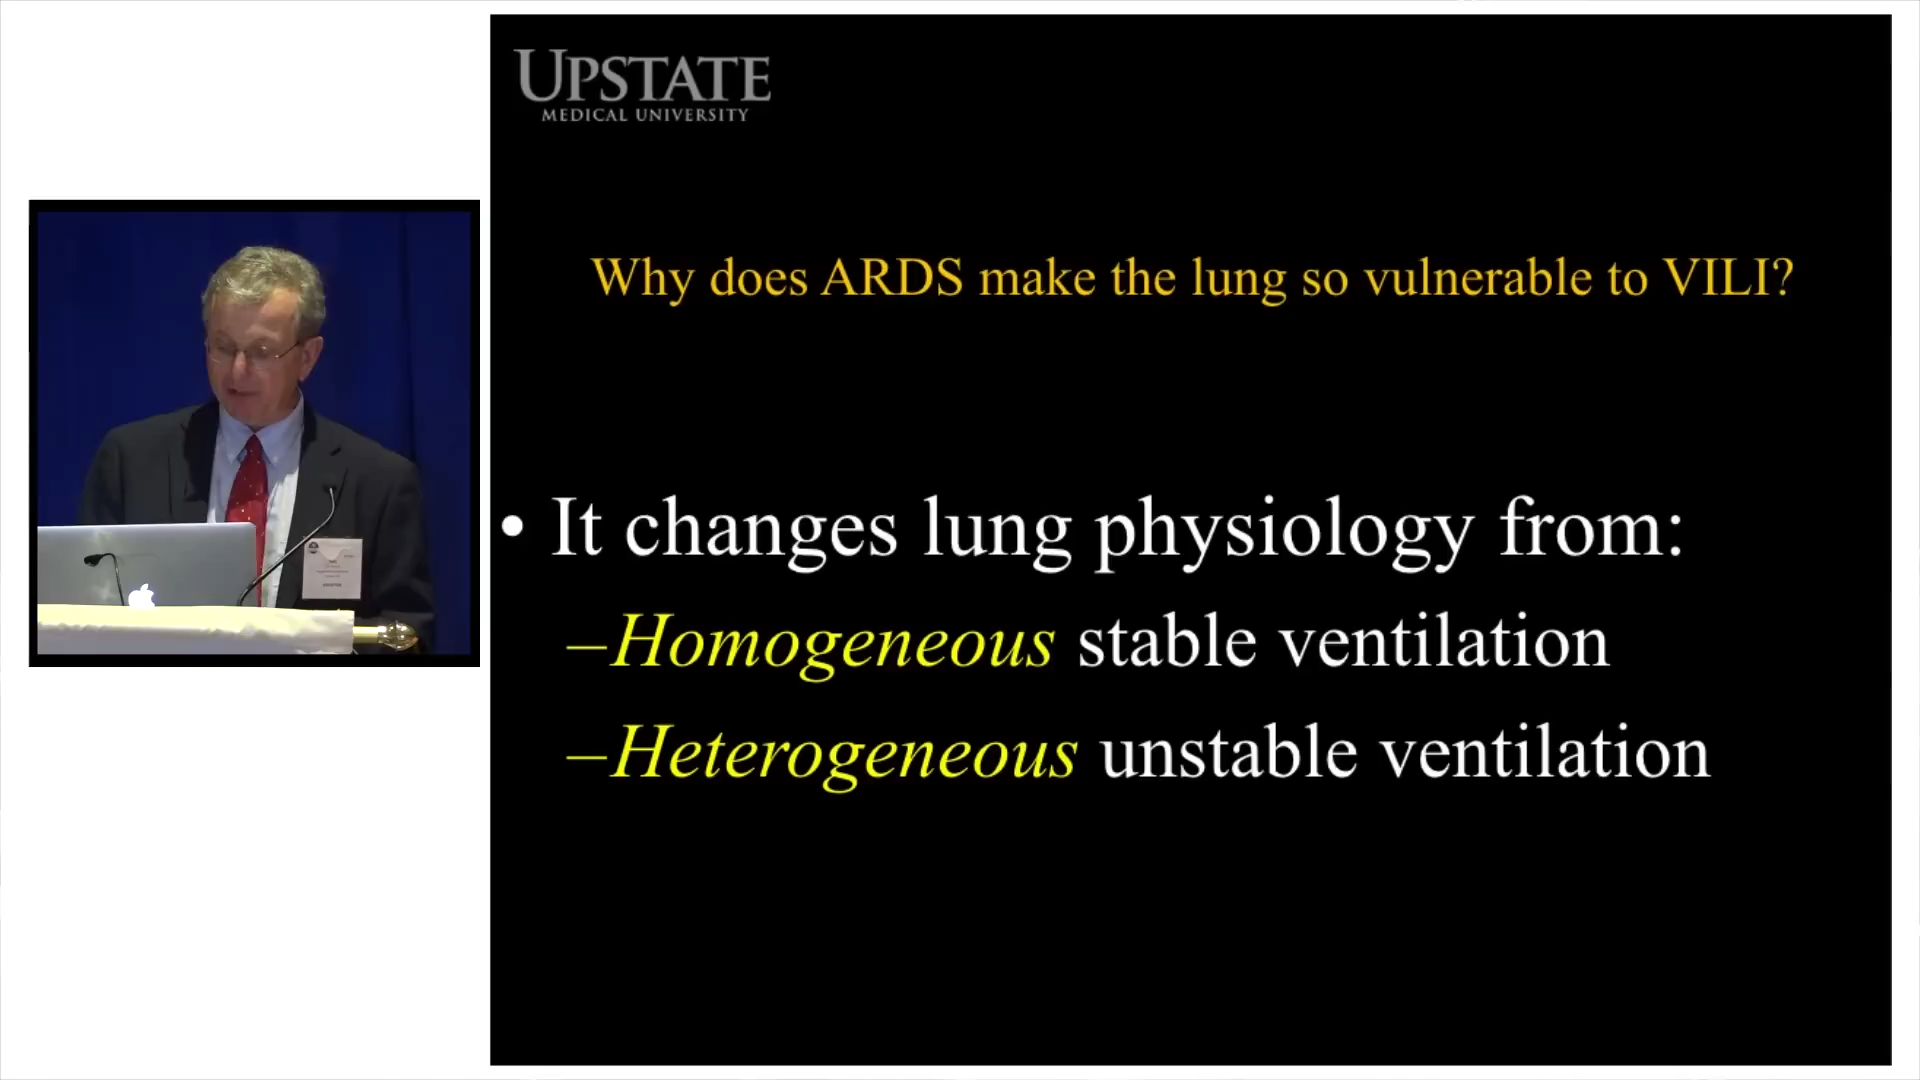 UPSTATE
MEDICAL UNIVERSITY
Why does ARDS make the lung so vulnerable to VILI?
• It changes lung physiology from:
–Homogeneous stable ventilation
–Heterogeneous unstable ventilation